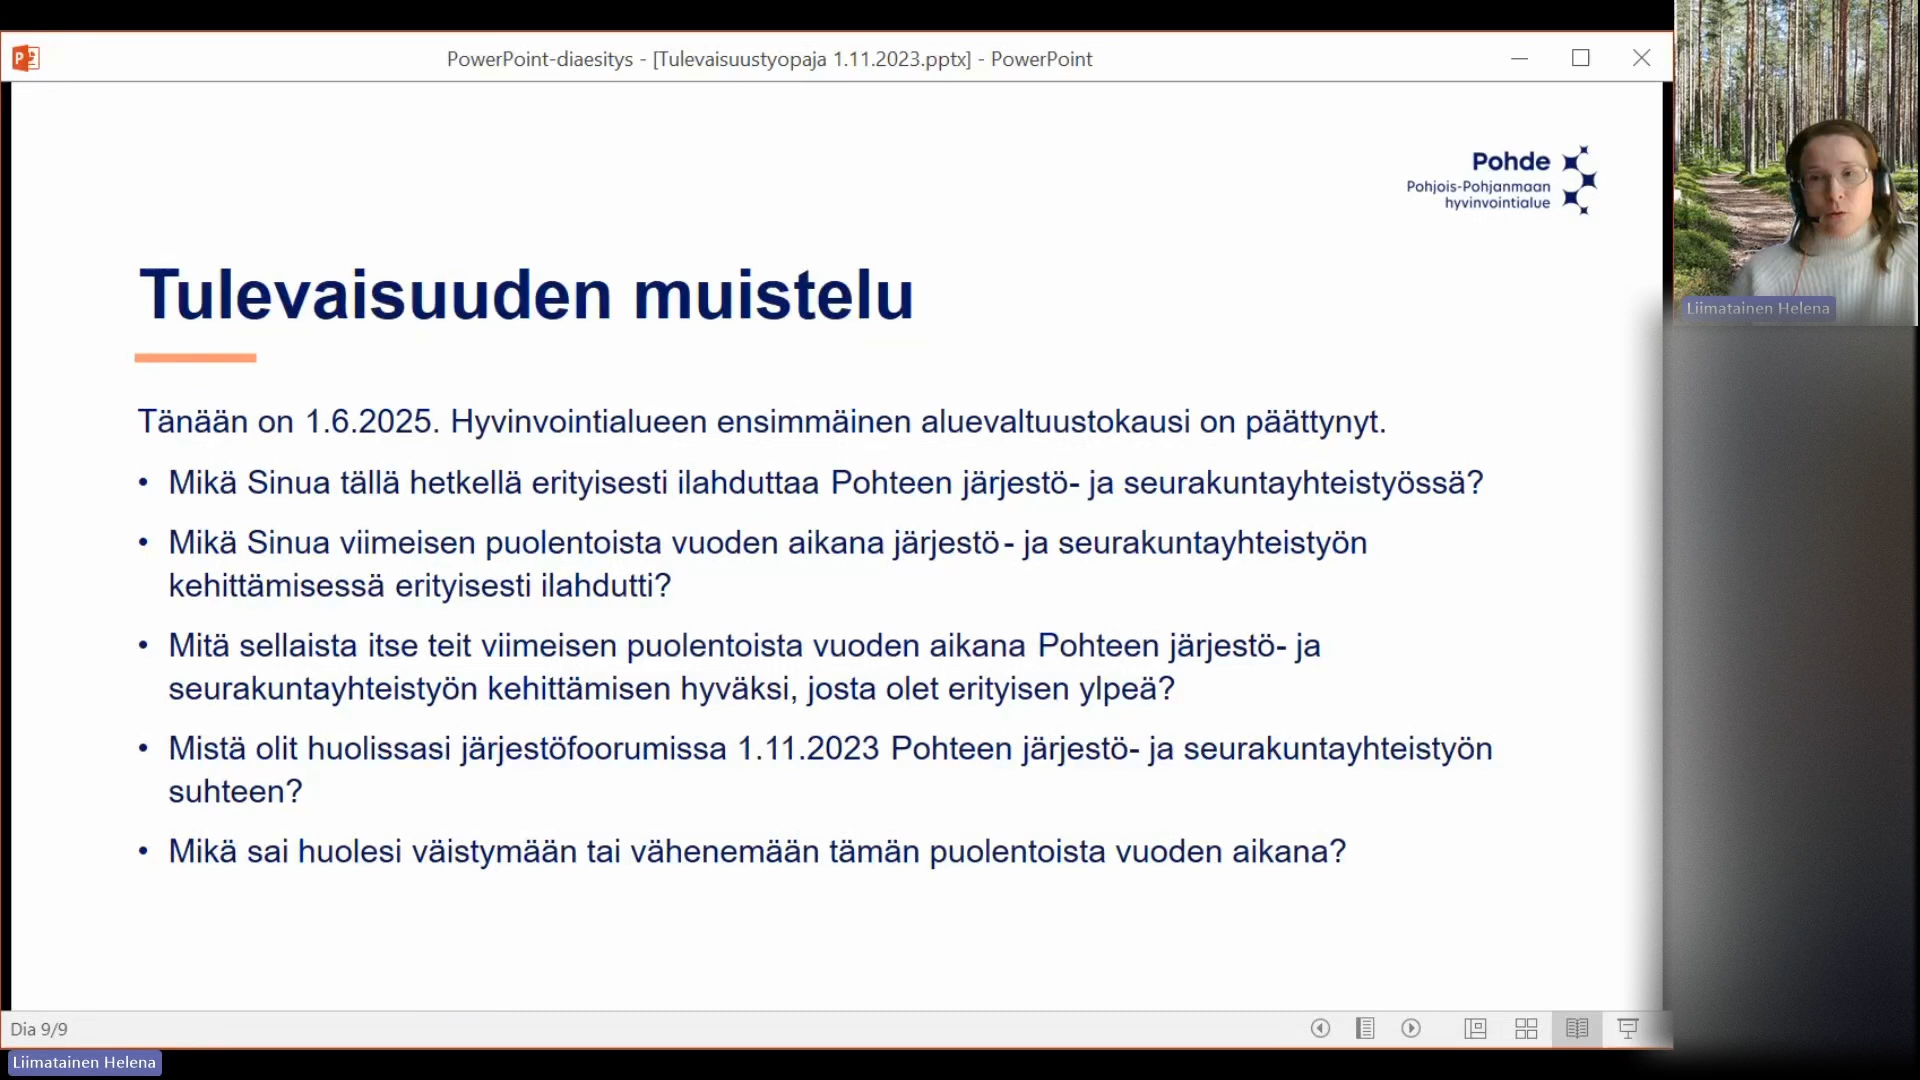 PowerPoint-diaesitys - [Tulevaisuustyopaja 1.11.2023.pptx] - PowerPoint
Pohde
Pohjois-Pohjanmaan
hyvinvointialue
Liimatainen Helena
Tulevaisuuden muistelu
Tänään on 1.6.2025. Hyvinvointialueen ensimmäinen aluevaltuustokausi on päättynyt.
• Mikä Sinua tällä hetkellä erityisesti ilahduttaa Pohteen järjestö- ja seurakuntayhteistyössä?
• Mikä Sinua viimeisen puolentoista vuoden aikana järjestö- ja seurakuntayhteistyön
kehittämisessä erityisesti ilahdutti?
• Mitä sellaista itse teit viimeisen puolentoista vuoden aikana Pohteen järjestö- ja
seurakuntayhteistyön kehittämisen hyväksi, josta olet erityisen ylpeä?
• Mistä olit huolissasi järjestöfoorumissa 1.11.2023 Pohteen järjestö- ja seurakuntayhteistyön
suhteen?
• Mikä sai huolesi väistymään tai vähenemään tämän puolentoista vuoden aikana?
Dia 9/9
Liimatainen Helena